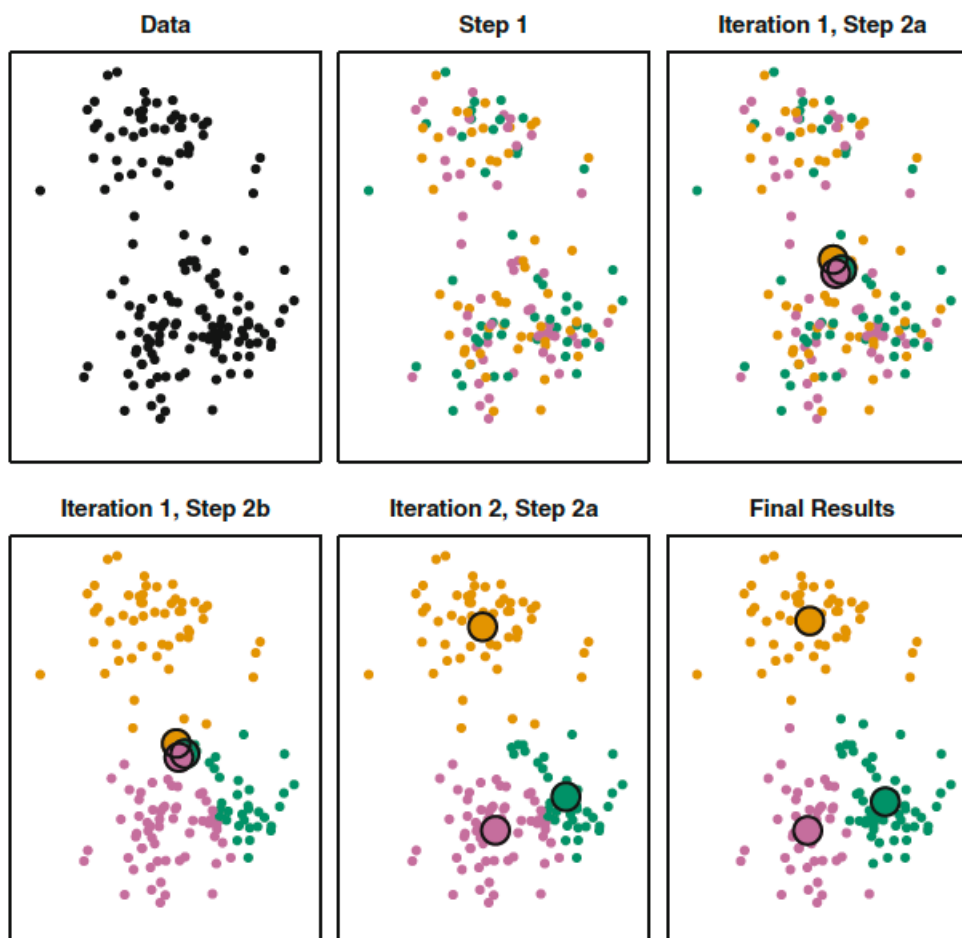 Data
Step 1
Iteration 1, Step 2a
Iteration 1, Step 2b
Iteration 2, Step 2a
Final Results